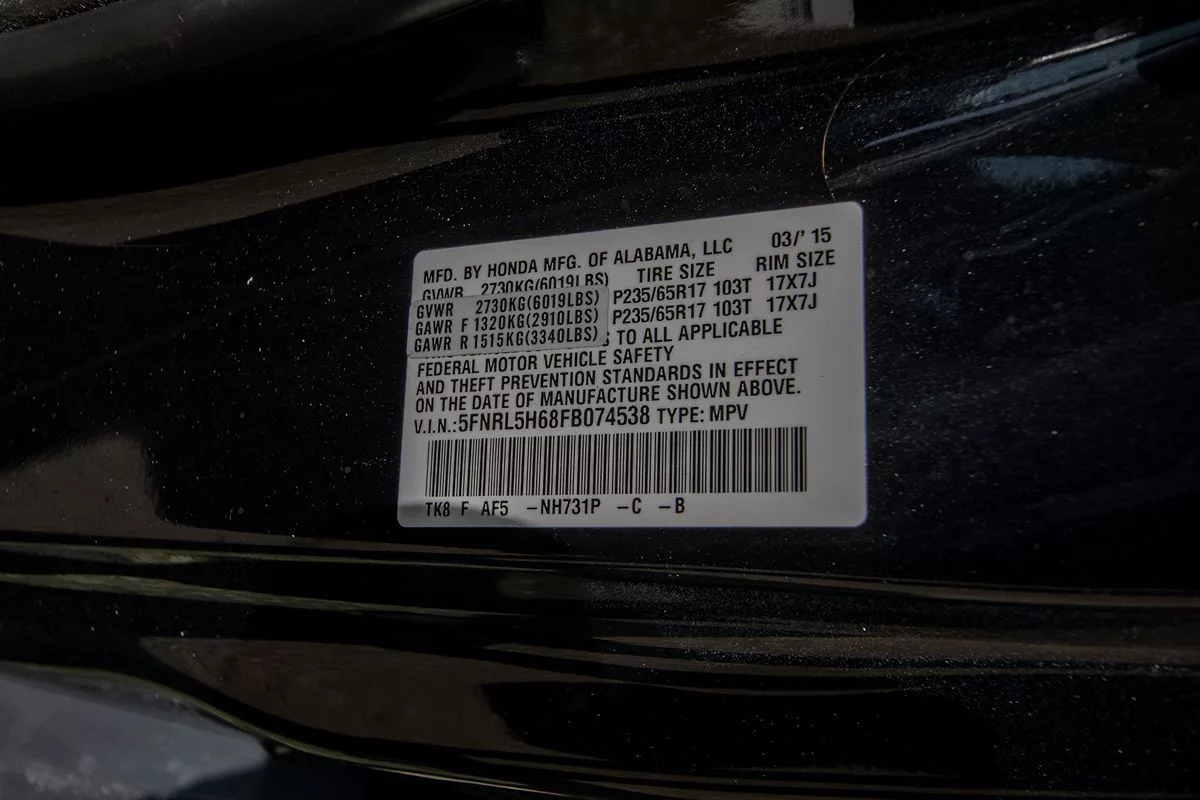 MFD. BY HONDA MFG. OF ALABAMA, LLC 03/' 15
GVWR 2730KG(6019LBS) TIRE SIZE RIM SIZE
GVWR 2730KG(6019LBS) P235/65R17 103T 17X7J
GAWR F 1320KG(2910LBS) P235/65R17 103T 17X7J
GAWR R 1515KG(3340LBS) TO ALL APPLICABLE
FEDERAL MOTOR VEHICLE SAFETY
AND THEFT PREVENTION STANDARDS IN EFFECT
ON THE DATE OF MANUFACTURE SHOWN ABOVE.
V.I.N.:5FNRL5H68FB074538 TYPE: MPV
TK8 F AF5 -NH731P -C -B